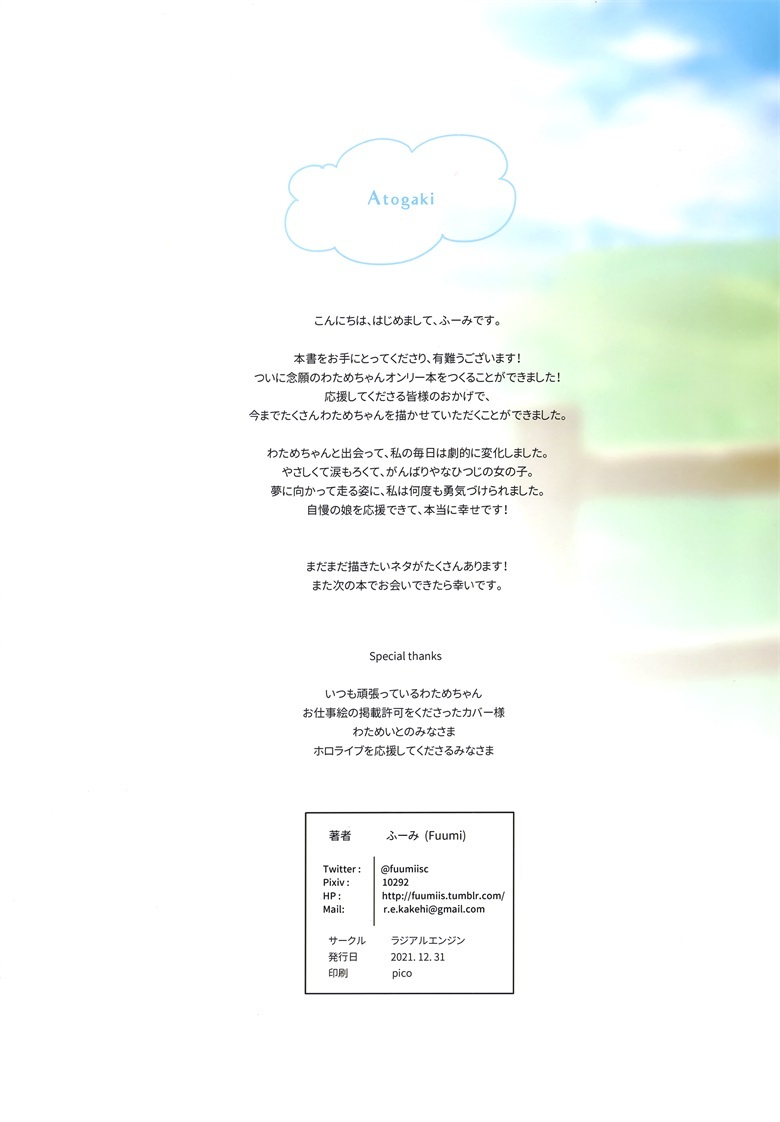 Atogaki
こんにちは、はじめまして、ふーみです。
本書をお手にとってくださり、有難うございます！
ついに念願のわためちゃんオンリー本をつくることができました！
応援してくださる皆様のおかげで、
今までたくさんわためちゃんを描かせていただくことができました。
わためちゃんと出会って、私の毎日は劇的に変化しました。
やさしくて涙もろくて、がんばりやなひつじの女の子。
夢に向かって走る姿に、私は何度も勇気づけられました。
自慢の娘を応援できて、本当に幸せです！
まだまだ描きたいネタがたくさんあります！
また次の本でお会いできたら幸いです。
Special thanks
いつも頑張っているわためちゃん
お仕事絵の掲載許可をくださったカバー様
わためいとのみなさま
ホロライブを応援してくださるみなさま
著者 ふーみ (Fuumi)
Twitter : @fuumiisc
Pixiv : 10292
HP : http://fuumiis.tumblr.com/
Mail: r.e.kakehi@gmail.com
サークル ラジアルエンジン
発行日 2021. 12. 31
印刷 pico